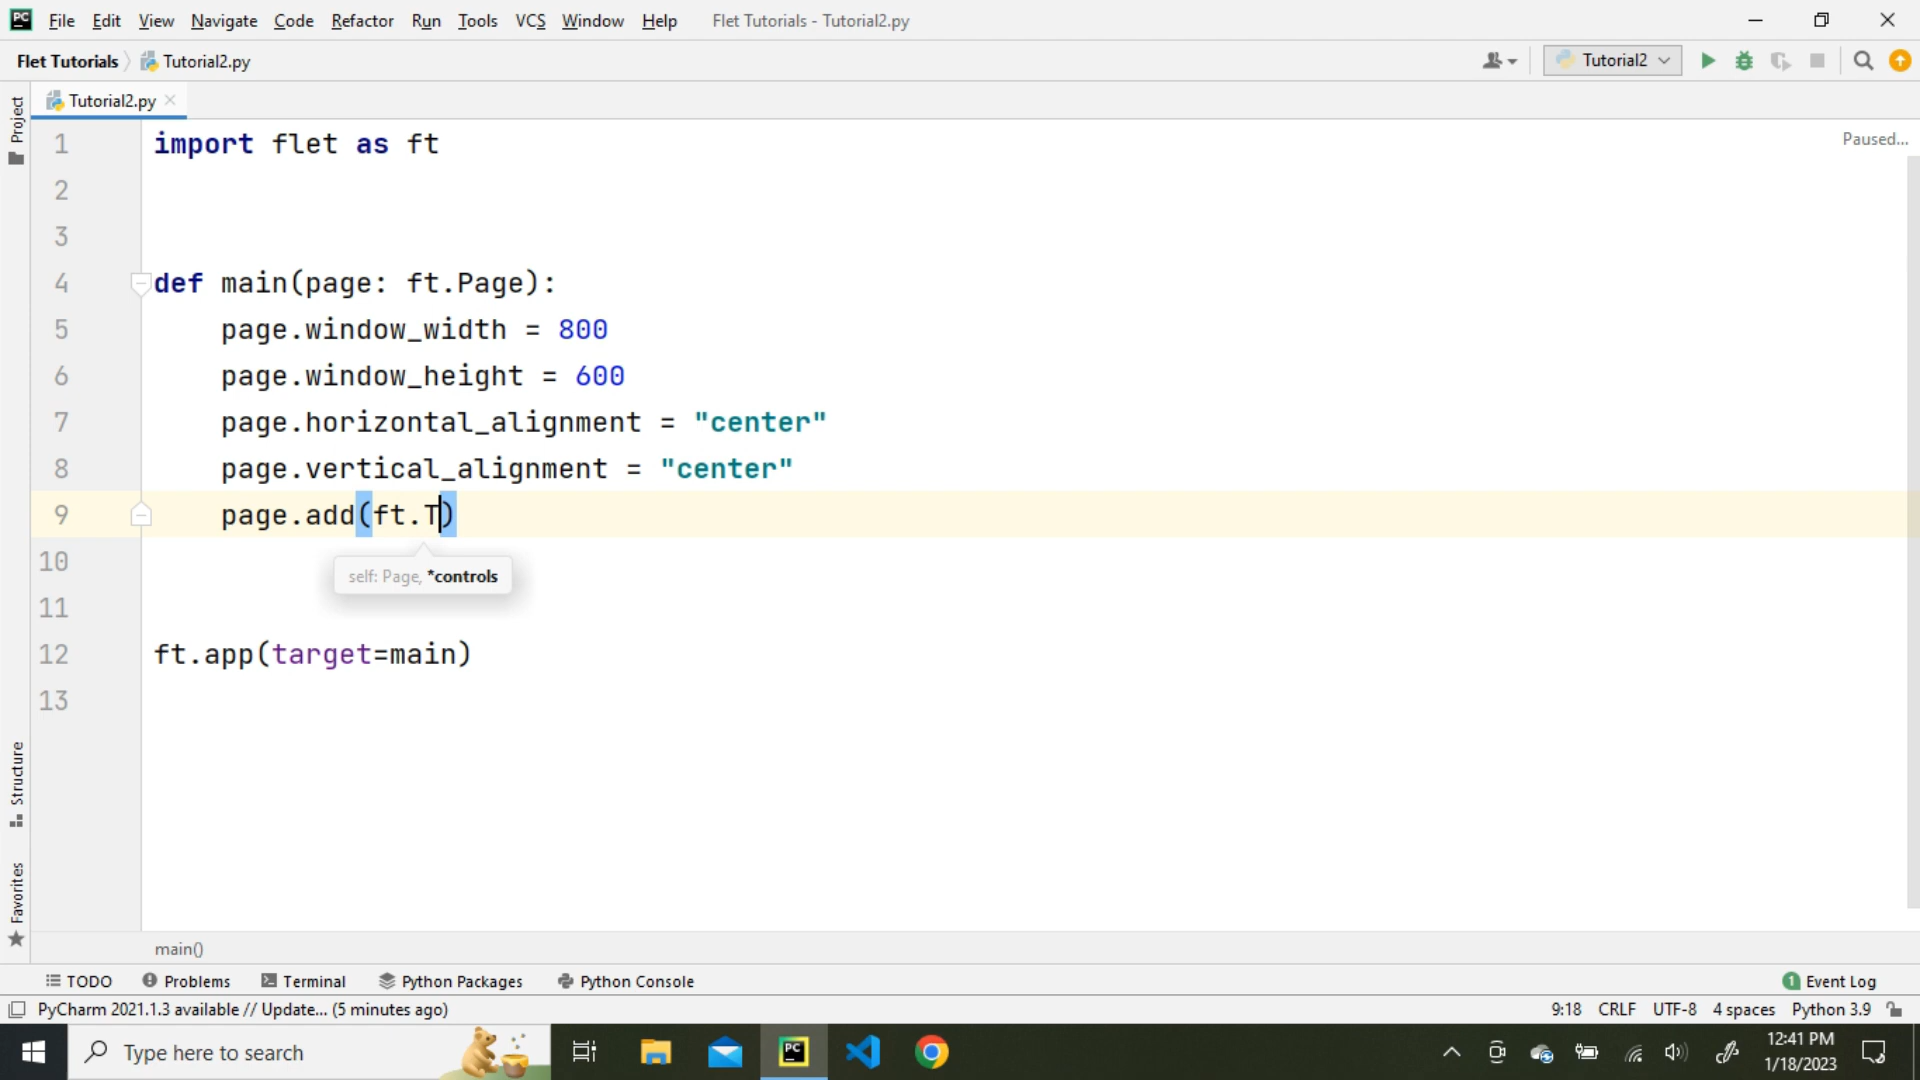 PC File Edit View Navigate Code Refactor Run Tools VCS Window Help Flet Tutorials - Tutorial2.py
Flet Tutorials Tutorial2.py Tutorial2
Project
Tutorial2.py
Paused...
1 import flet as ft
2
3
4 def main(page: ft.Page):
5 page.window_width = 800
6 page.window_height = 600
7 page.horizontal_alignment = "center"
8 page.vertical_alignment = "center"
9 page.add(ft.T)
self: Page, *controls
10
11
12 ft.app(target=main)
13
Structure
Favorites
main()
TODO Problems Terminal Python Packages Python Console 1 Event Log
PyCharm 2021.1.3 available // Update... (5 minutes ago) 9:18 CRLF UTF-8 4 spaces Python 3.9
Type here to search PC 12:41 PM
1/18/2023